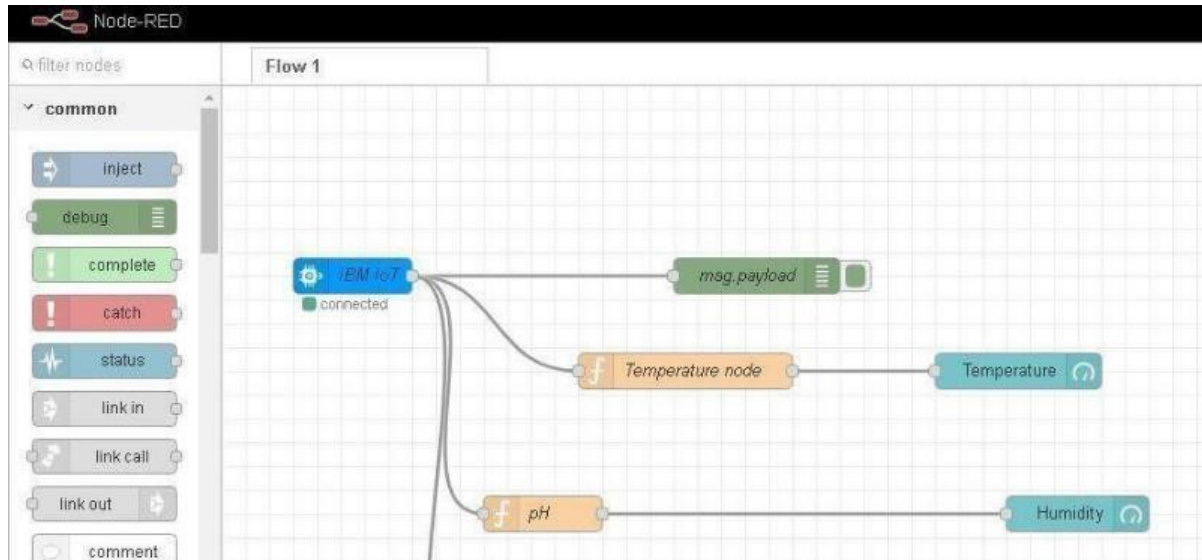 Node-RED
filter nodes
Flow 1
common
inject
debug
complete
catch
status
link in
link call
link out
comment
IBM IoT
connected
msg.payload
Temperature node
Temperature
pH
Humidity